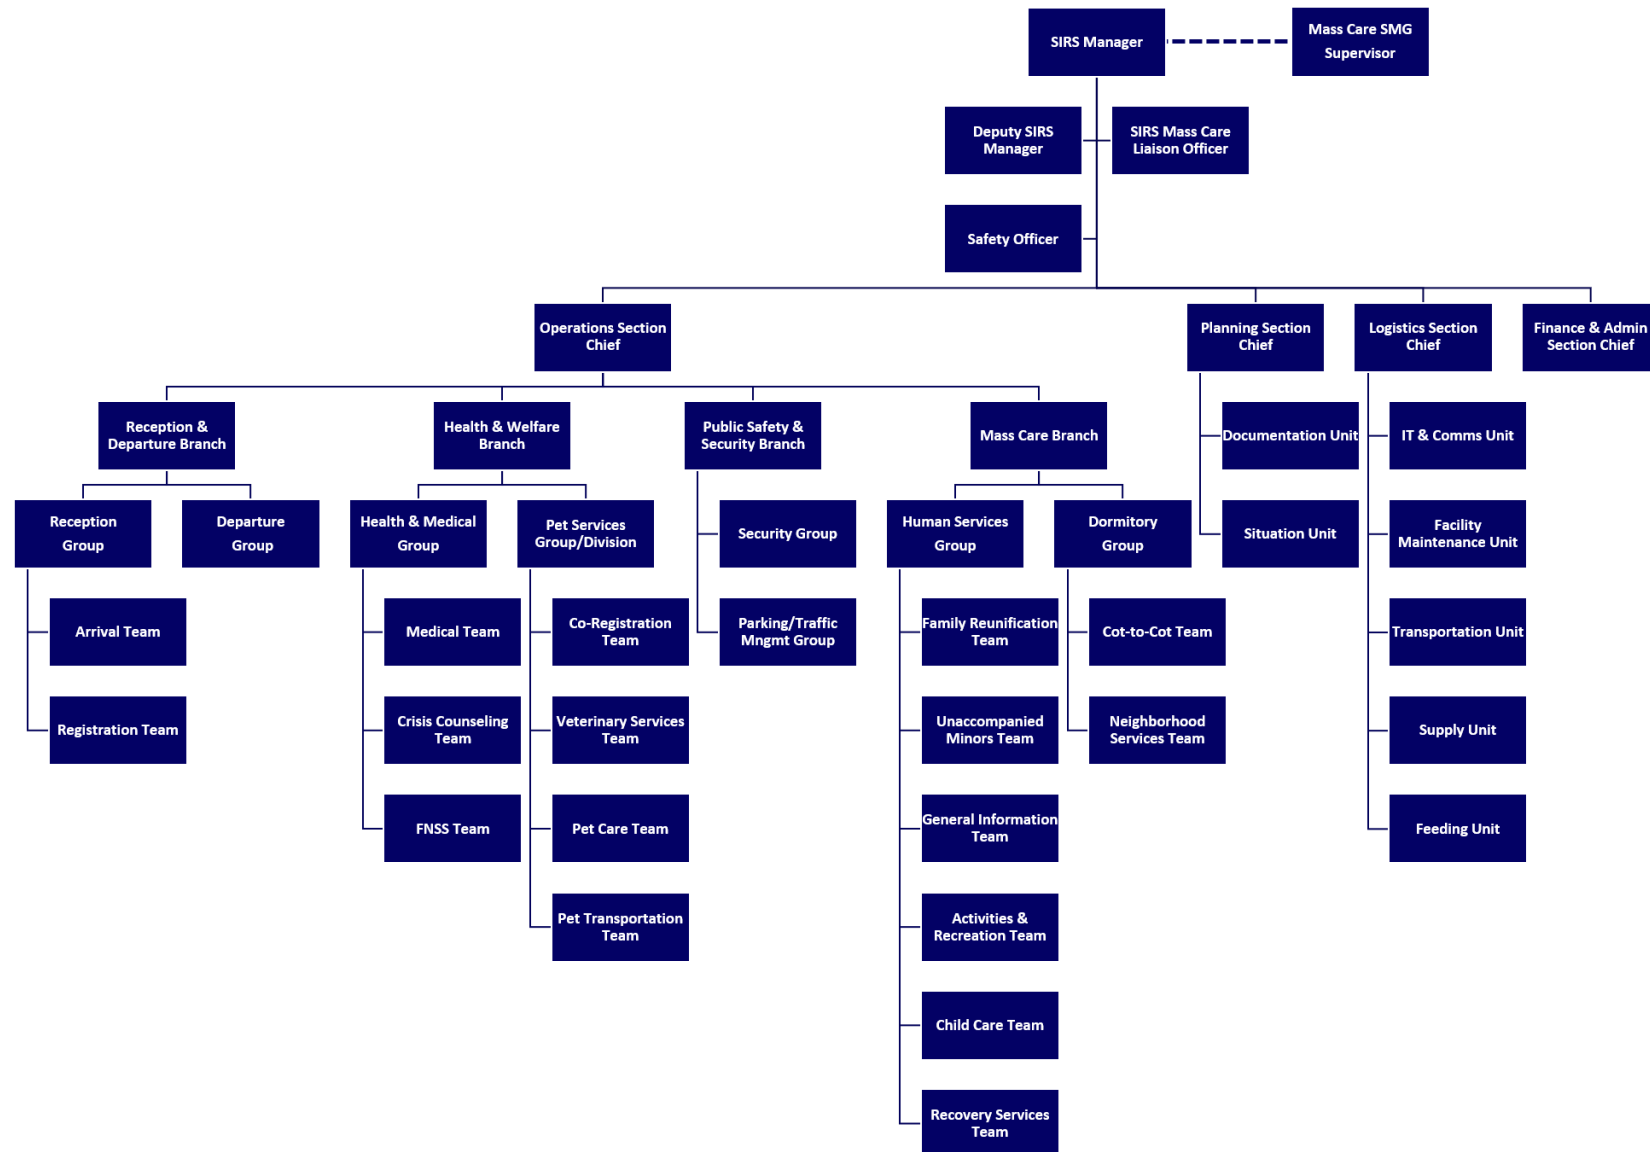 SIRS Manager
Mass Care SMG
Supervisor
Deputy SIRS
Manager
SIRS Mass Care
Liaison Officer
Safety Officer
Operations Section
Chief
Planning Section
Chief
Logistics Section
Chief
Finance & Admin
Section Chief
Reception &
Departure Branch
Health & Welfare
Branch
Public Safety &
Security Branch
Mass Care Branch
Documentation Unit
IT & Comms Unit
Reception
Group
Departure
Group
Health & Medical
Group
Pet Services
Group/Division
Security Group
Human Services
Group
Dormitory
Group
Situation Unit
Facility
Maintenance Unit
Arrival Team
Medical Team
Co-Registration
Team
Parking/Traffic
Mngmt Group
Family Reunification
Team
Cot-to-Cot Team
Transportation Unit
Registration Team
Crisis Counseling
Team
Veterinary Services
Team
Unaccompanied
Minors Team
Neighborhood
Services Team
Supply Unit
FNSS Team
Pet Care Team
General Information
Team
Feeding Unit
Pet Transportation
Team
Activities &
Recreation Team
Child Care Team
Recovery Services
Team